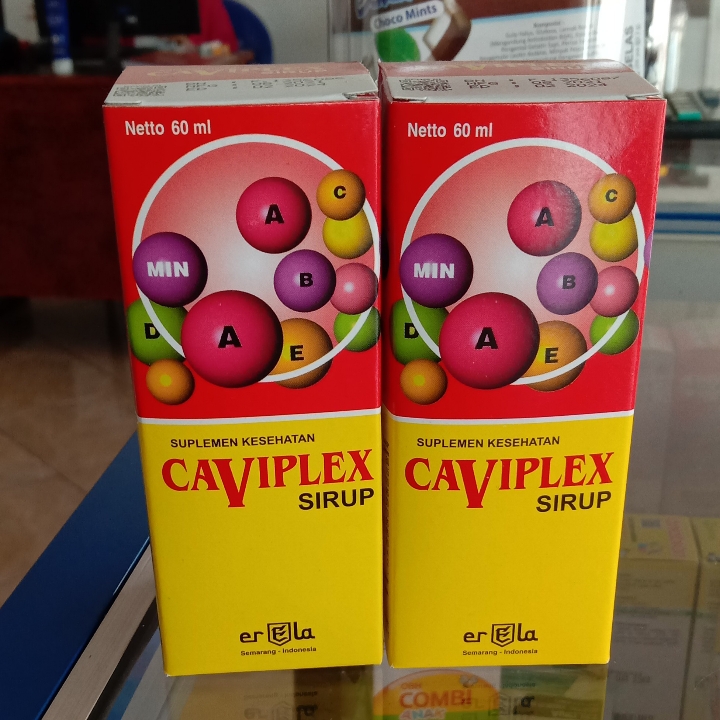 Choco Mints
Netto 60 ml
A
C
MIN
B
D
A
E
SUPLEMEN KESEHATAN
CAVIPLEX
SIRUP
erela
Semarang - Indonesia
Netto 60 ml
A
C
MIN
B
D
A
E
SUPLEMEN KESEHATAN
CAVIPLEX
SIRUP
erela
Semarang - Indonesia
COMBI